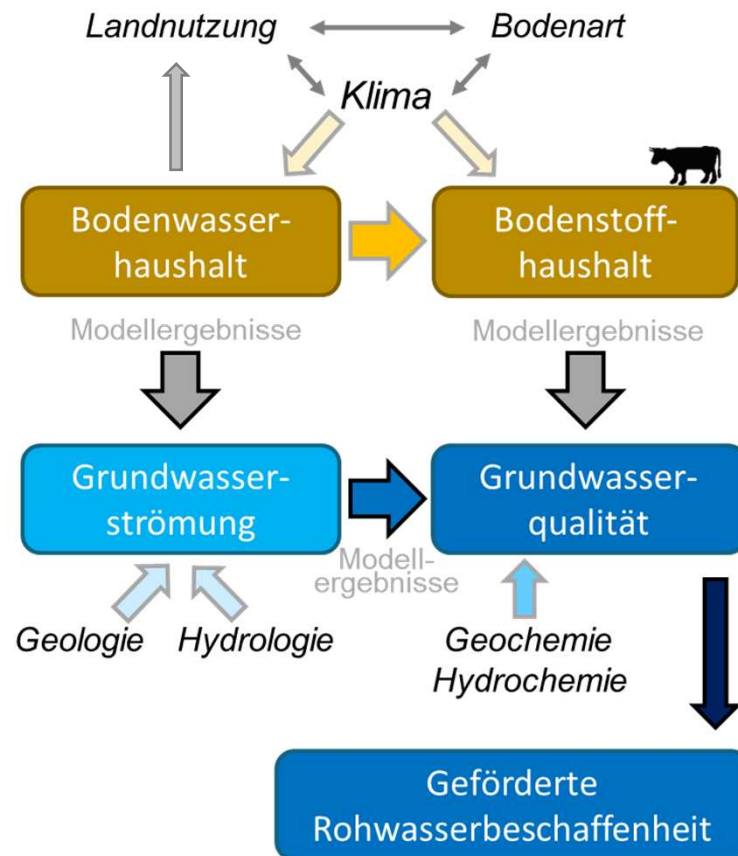 Landnutzung
Bodenart
Klima
Bodenwasser-
haushalt
Bodenstoff-
haushalt
Modellergebnisse
Modellergebnisse
Grundwasser-
strömung
Grundwasser-
qualität
Modell-
ergebnisse
Geologie
Hydrologie
Geochemie
Hydrochemie
Geförderte
Rohwasserbeschaffenheit